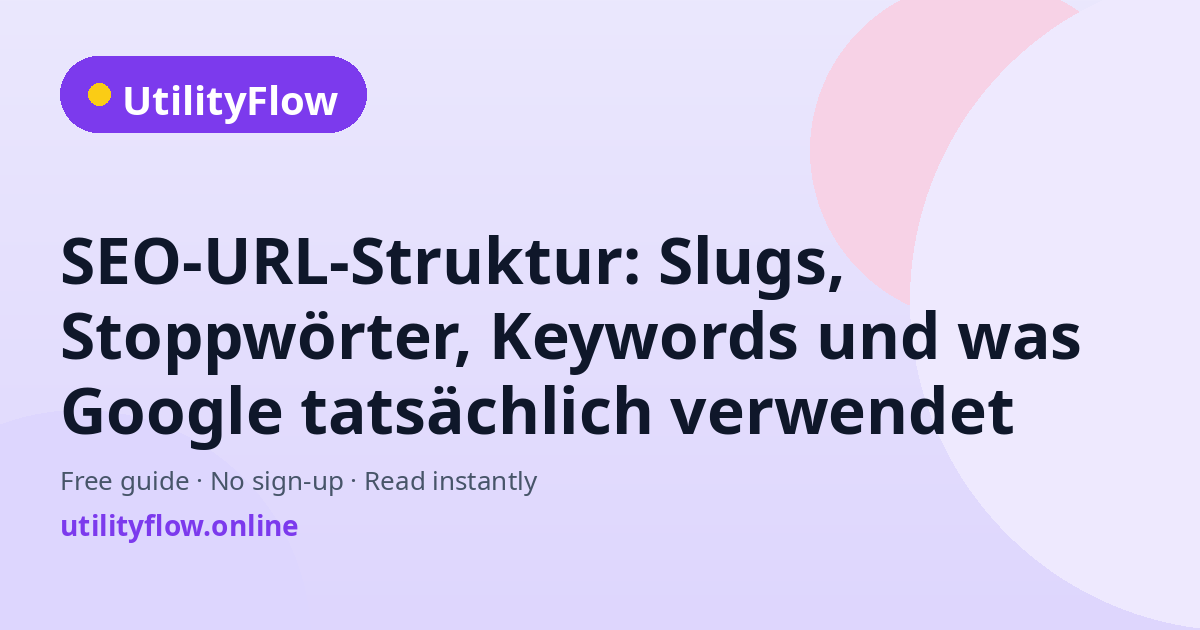 UtilityFlow
SEO-URL-Struktur: Slugs,
Stoppwörter, Keywords und was
Google tatsächlich verwendet
Free guide · No sign-up · Read instantly
utilityflow.online